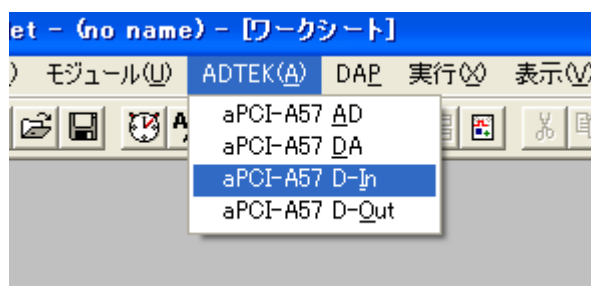 et - (no name) - [ワークシート]
) モジュール(U) ADTEK(A) DAP 実行(X) 表示(V
aPCI-A57 AD
aPCI-A57 DA
aPCI-A57 D-In
aPCI-A57 D-Out